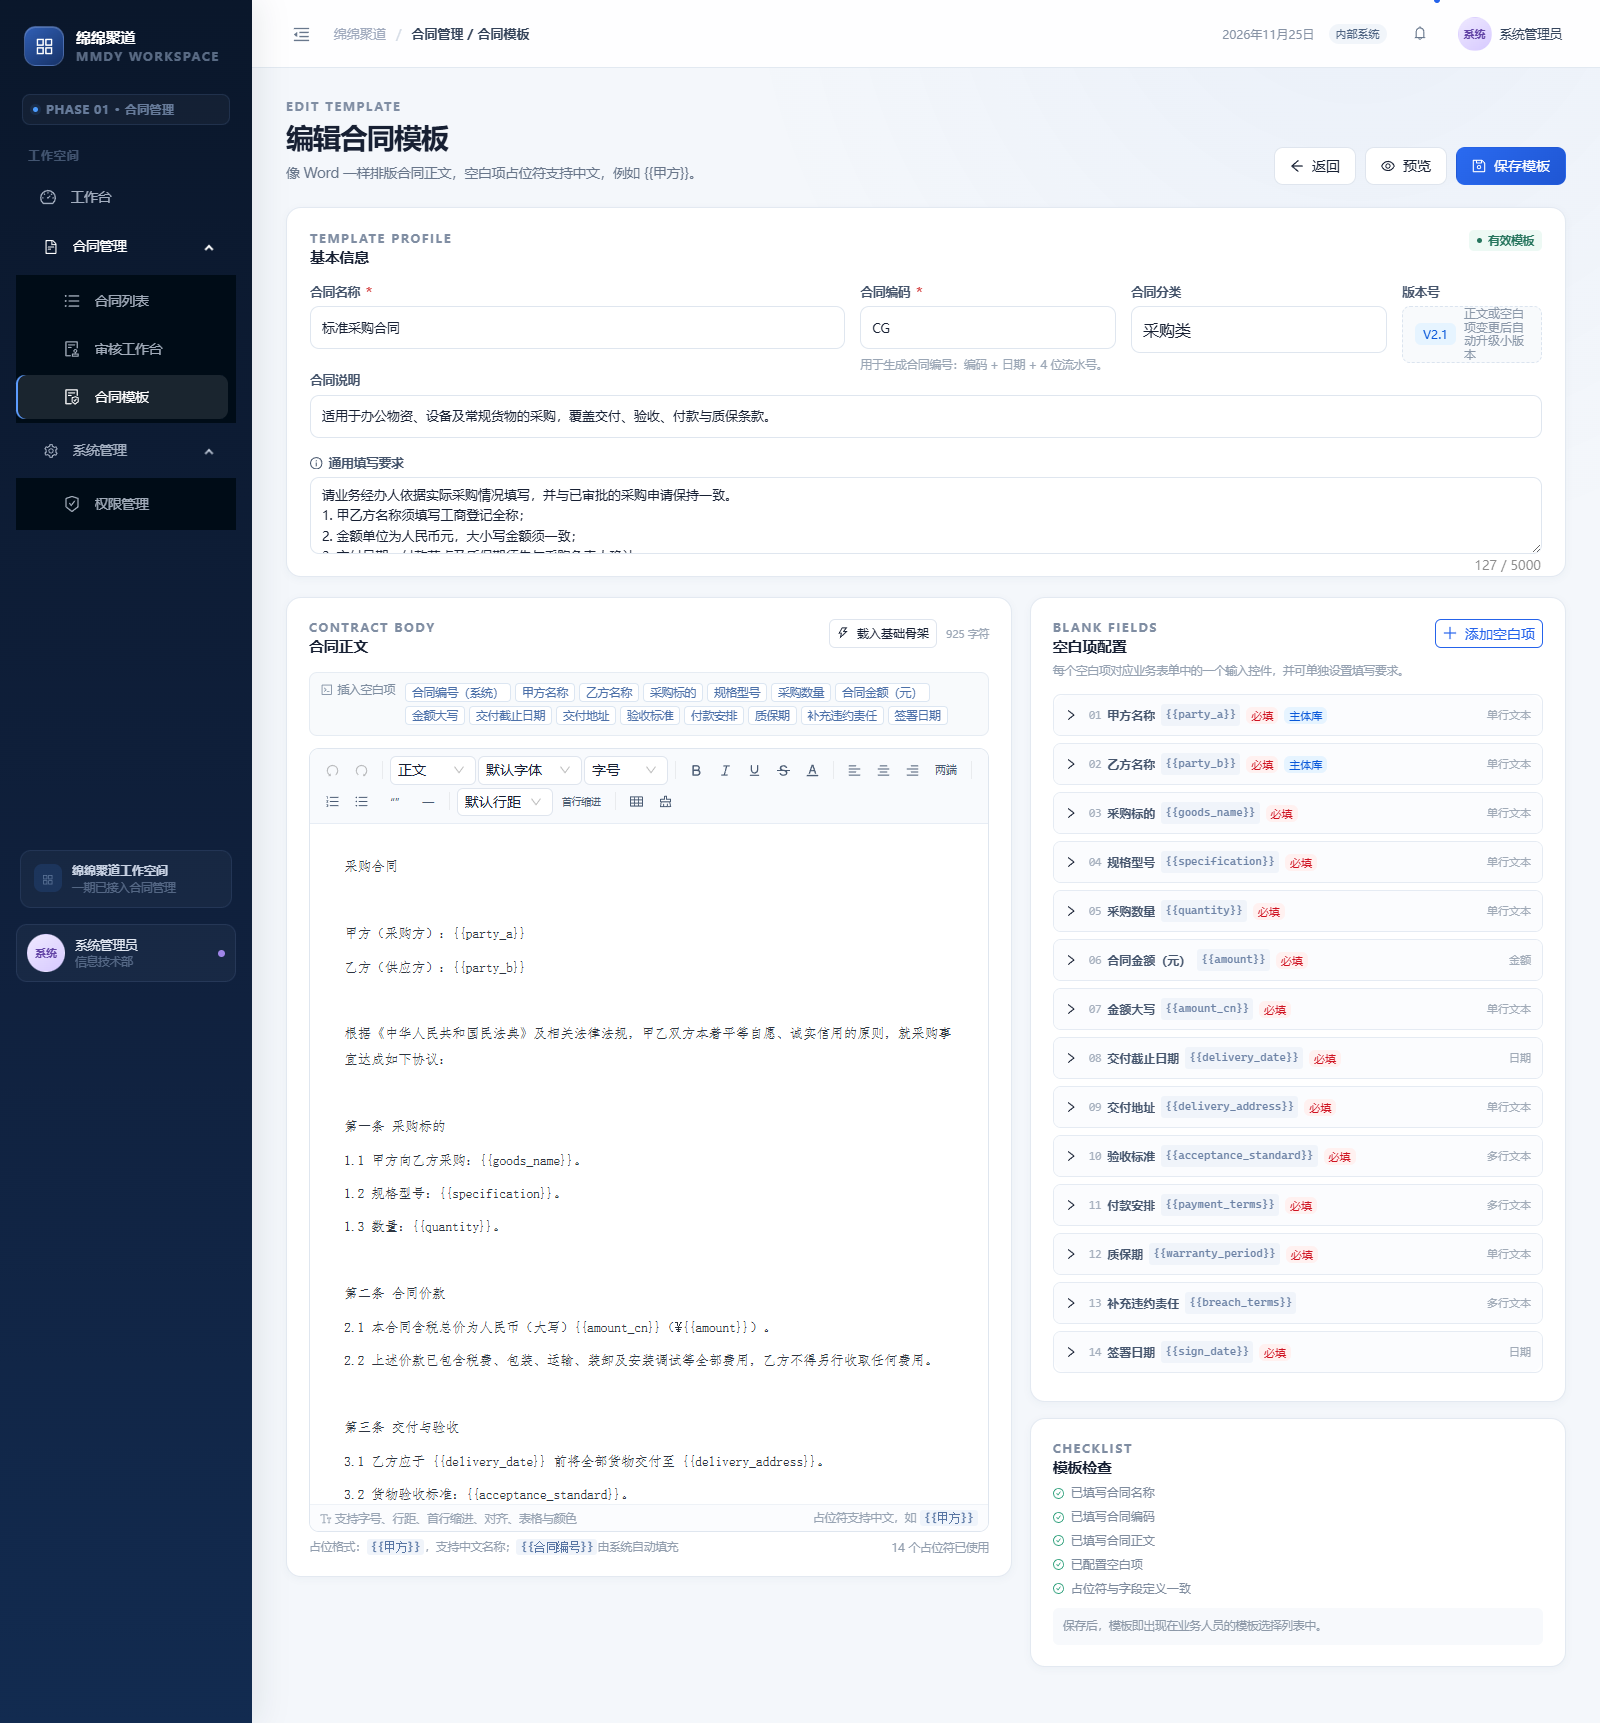 绵绵聚道
MMDY WORKSPACE
PHASE 01 • 合同管理
工作空间
工作台
合同管理
合同列表
审核工作台
合同模板
系统管理
权限管理
绵绵聚道工作空间
一期已接入合同管理
系统
系统管理员
信息技术部
绵绵聚道 / 合同管理 / 合同模板
2026年11月25日
内部系统
系统
系统管理员
EDIT TEMPLATE
编辑合同模板
像 Word 一样排版合同正文，空白项占位符支持中文，例如 {{甲方}}。
返回
预览
保存模板
TEMPLATE PROFILE
基本信息
有效模板
合同名称 *
标准采购合同
合同编码 *
CG
用于生成合同编号：编码 + 日期 + 4 位流水号。
合同分类
采购类
版本号
V2.1
正文或空白
项变更后自
动升级小版
本
合同说明
适用于办公物资、设备及常规货物的采购，覆盖交付、验收、付款与质保条款。
通用填写要求
请业务经办人依据实际采购情况填写，并与已审批的采购申请保持一致。
1. 甲乙方名称须填写工商登记全称；
2. 金额单位为人民币元，大小写金额须一致；
127 / 5000
CONTRACT BODY
合同正文
载入基础骨架
925 字符
插入空白项
合同编号（系统） 甲方名称 乙方名称 采购标的 规格型号 采购数量 合同金额（元）
金额大写 交付截止日期 交付地址 验收标准 付款安排 质保期 补充违约责任 签署日期
正文 默认字体 字号 B I U S A 两端
“” — 默认行距 首行缩进
采购合同
甲方（采购方）：{{party_a}}
乙方（供应方）：{{party_b}}
根据《中华人民共和国民法典》及相关法律法规，甲乙双方本着平等自愿、诚实信用的原则，就采购事
宜达成如下协议：
第一条 采购标的
1.1 甲方向乙方采购：{{goods_name}}。
1.2 规格型号：{{specification}}。
1.3 数量：{{quantity}}。
第二条 合同价款
2.1 本合同含税总价为人民币（大写）{{amount_cn}}（¥{{amount}}）。
2.2 上述价款已包含税费、包装、运输、装卸及安装调试等全部费用，乙方不得另行收取任何费用。
第三条 交付与验收
3.1 乙方应于 {{delivery_date}} 前将全部货物交付至 {{delivery_address}}。
3.2 货物验收标准：{{acceptance_standard}}。
Tr 支持字号、行距、首行缩进、对齐、表格与颜色
占位符支持中文，如 {{甲方}}
占位格式： {{甲方}} ，支持中文名称； {{合同编号}} 由系统自动填充
14 个占位符已使用
BLANK FIELDS
空白项配置
添加空白项
每个空白项对应业务表单中的一个输入控件，并可单独设置填写要求。
01 甲方名称 {{party_a}} 必填 主体库 单行文本
02 乙方名称 {{party_b}} 必填 主体库 单行文本
03 采购标的 {{goods_name}} 必填 单行文本
04 规格型号 {{specification}} 必填 单行文本
05 采购数量 {{quantity}} 必填 单行文本
06 合同金额（元） {{amount}} 必填 金额
07 金额大写 {{amount_cn}} 必填 单行文本
08 交付截止日期 {{delivery_date}} 必填 日期
09 交付地址 {{delivery_address}} 必填 单行文本
10 验收标准 {{acceptance_standard}} 必填 多行文本
11 付款安排 {{payment_terms}} 必填 多行文本
12 质保期 {{warranty_period}} 必填 单行文本
13 补充违约责任 {{breach_terms}} 多行文本
14 签署日期 {{sign_date}} 必填 日期
CHECKLIST
模板检查
已填写合同名称
已填写合同编码
已填写合同正文
已配置空白项
占位符与字段定义一致
保存后，模板即出现在业务人员的模板选择列表中。